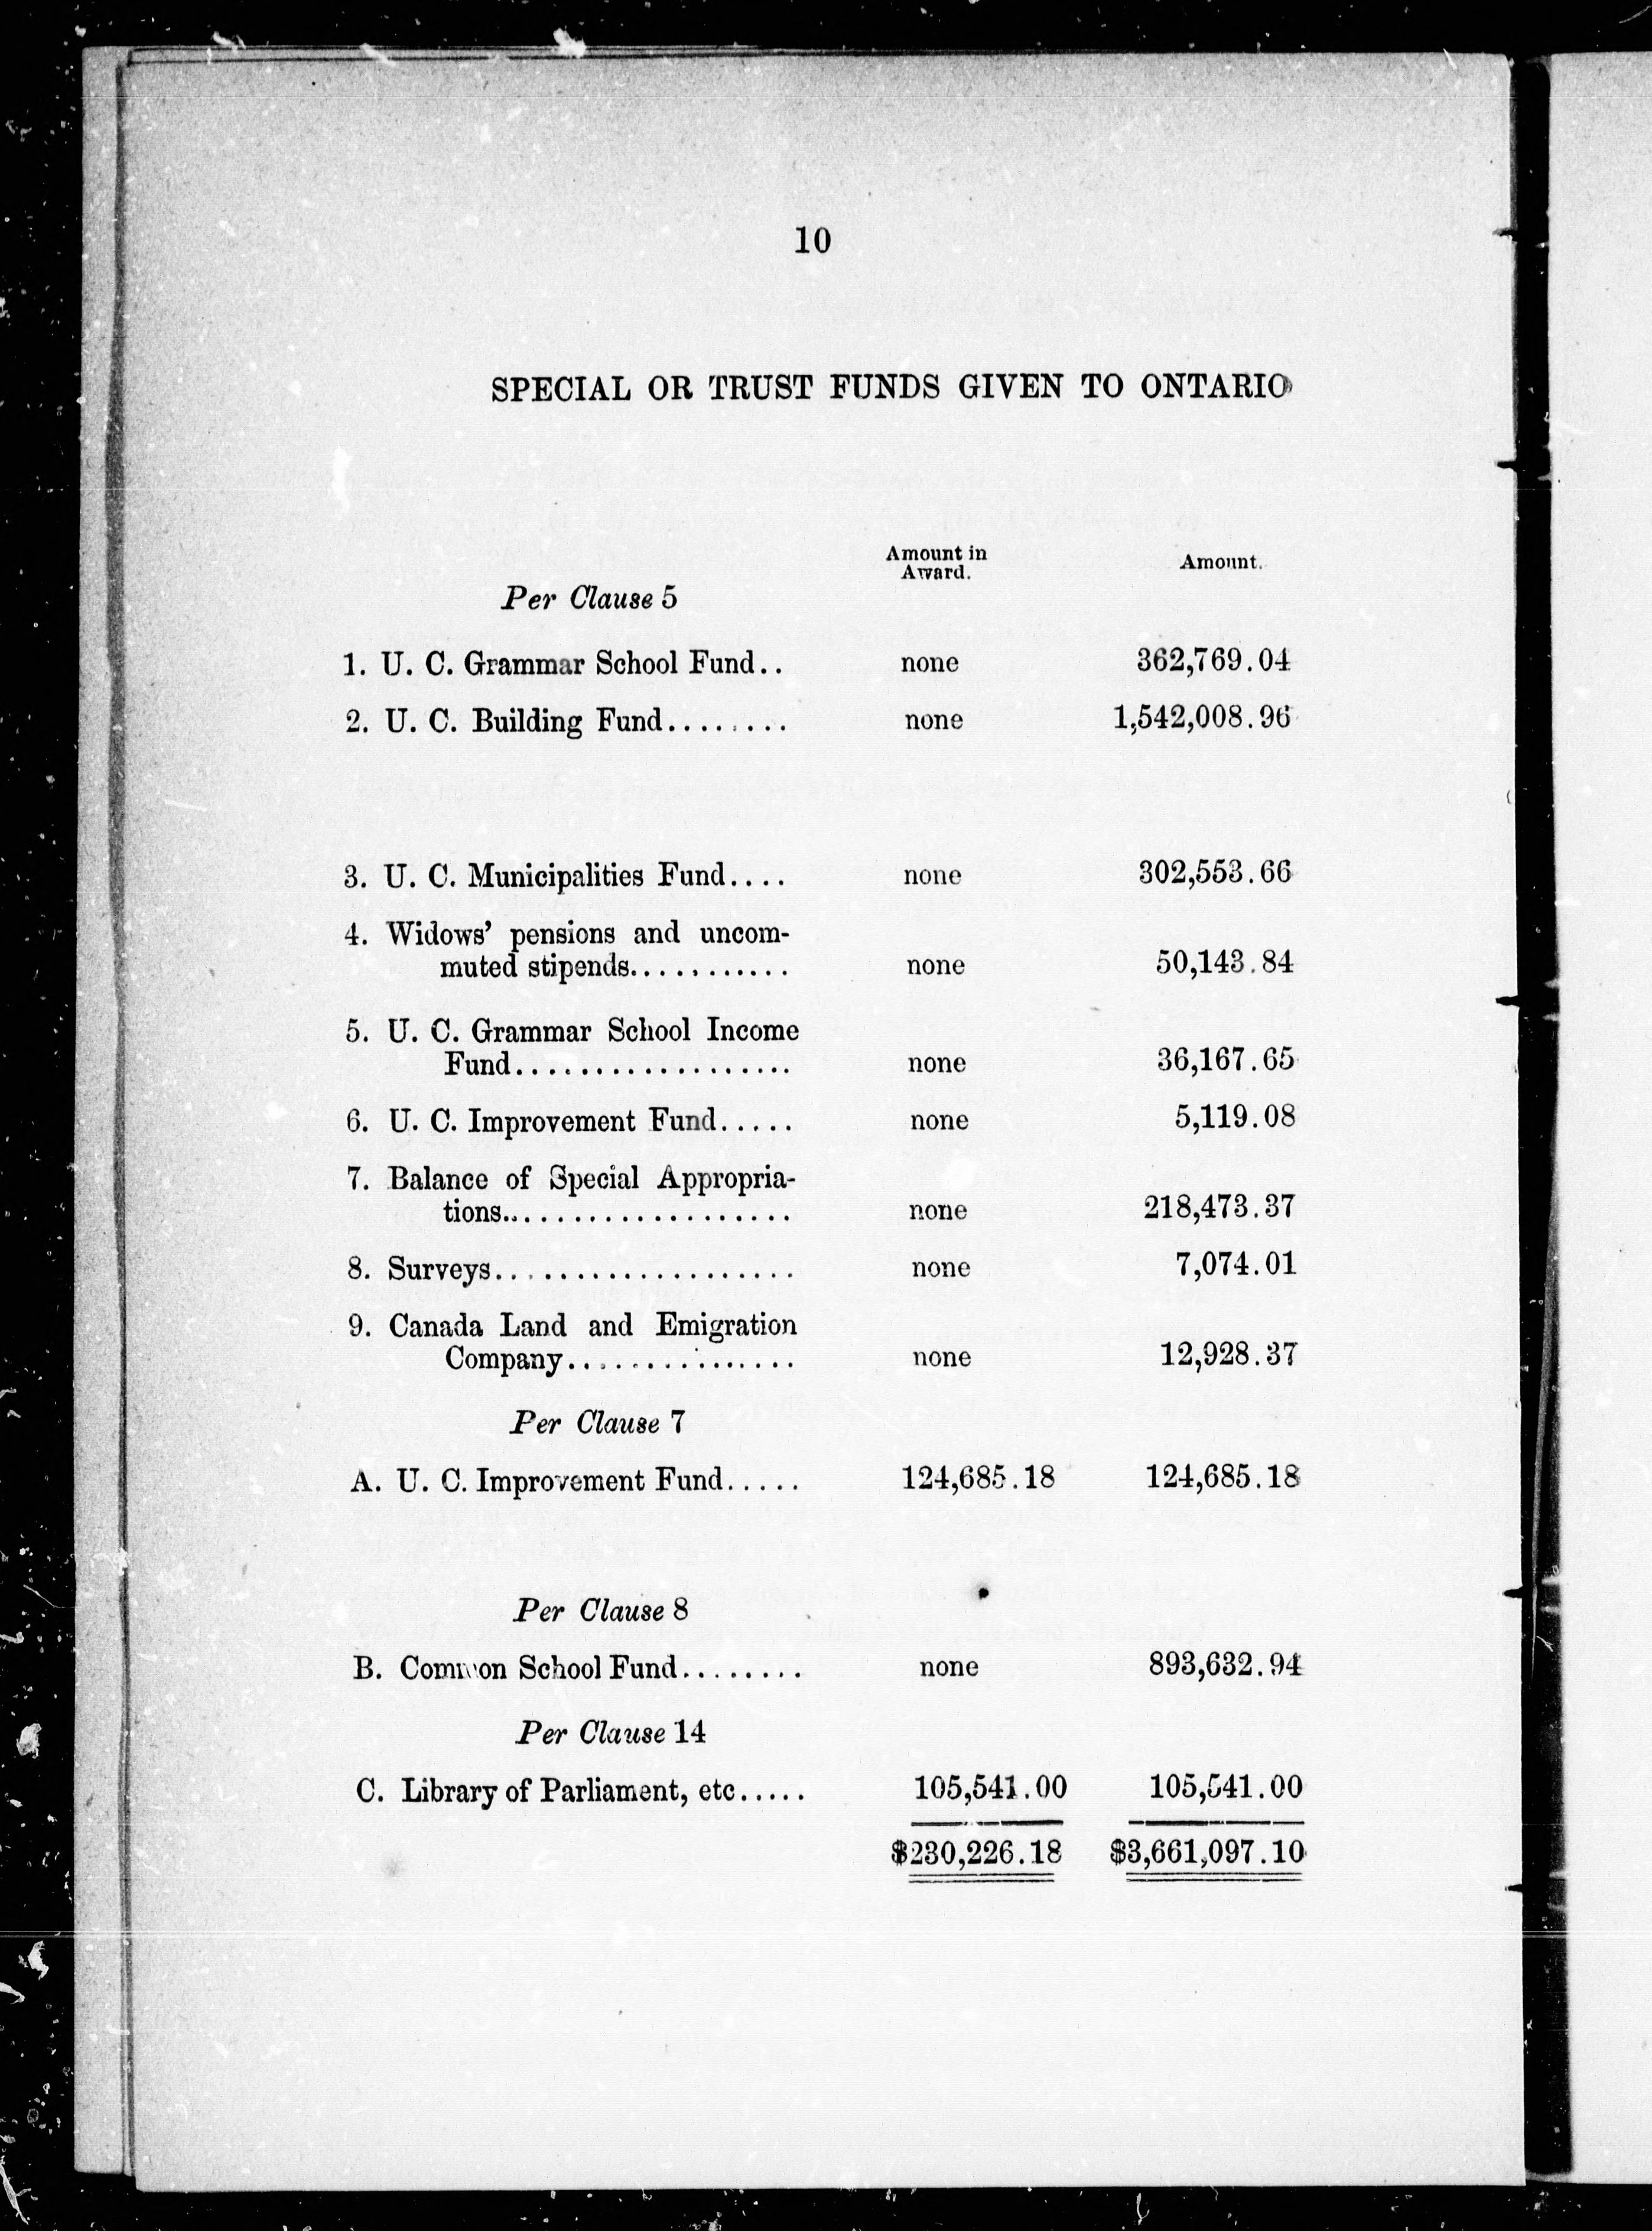 10
SPECIAL OR TRUST FUNDS GIVEN TO ONTARIO
Amount in Award. Amount.
Per Clause 5
1. U. C. Grammar School Fund.. none 362,769.04
2. U. C. Building Fund........ none 1,542,008.96
3. U. C. Municipalities Fund.... none 302,553.66
4. Widows' pensions and uncom-
muted stipends........... none 50,143.84
5. U. C. Grammar School Income
Fund.................. none 36,167.65
6. U. C. Improvement Fund..... none 5,119.08
7. Balance of Special Appropria-
tions................... none 218,473.37
8. Surveys................... none 7,074.01
9. Canada Land and Emigration
Company............... none 12,928.37
Per Clause 7
A. U. C. Improvement Fund..... 124,685.18 124,685.18
Per Clause 8
B. Common School Fund........ none 893,632.94
Per Clause 14
C. Library of Parliament, etc..... 105,541.00 105,541.00
$230,226.18 $3,661,097.10